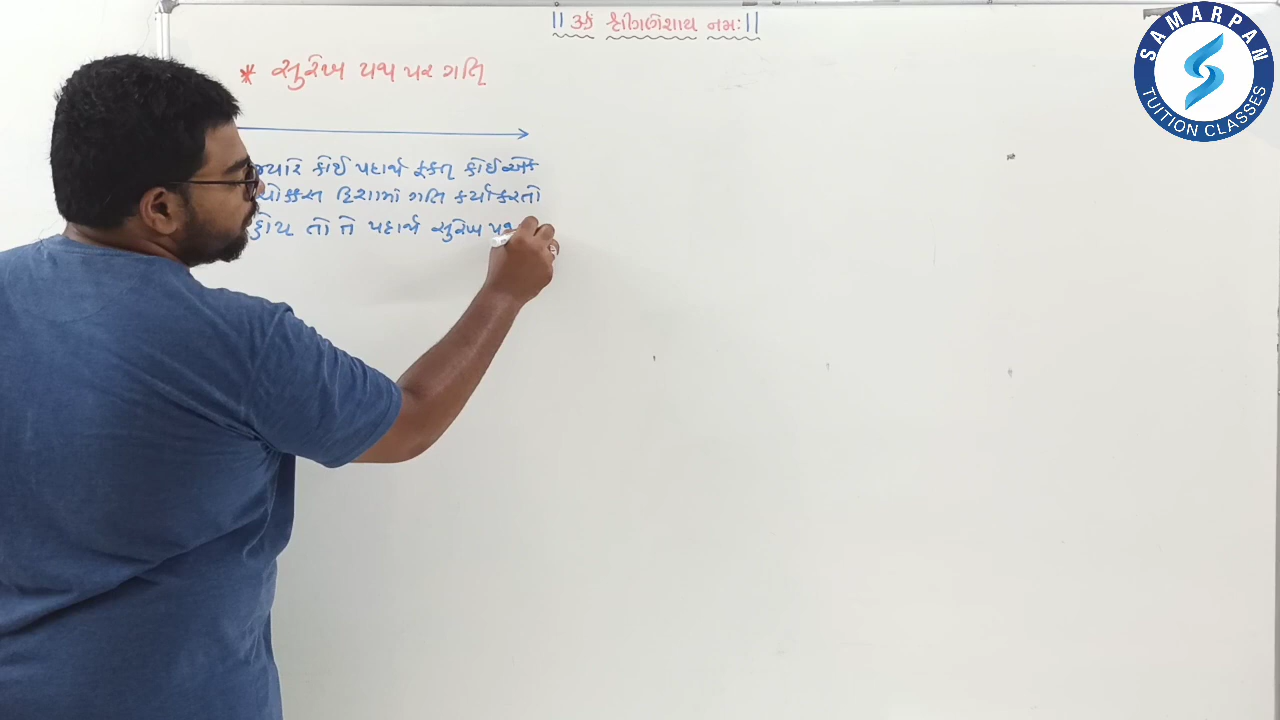 || ૐ શ્રી ગણેશાય નમઃ ||
* સુરેખ પથ પર ગતિ
જ્યારે કોઈ પદાર્થ ફક્ત કોઈ એક
ચોક્કસ દિશામાં ગતિ કર્યા કરતો
હોય તો તે પદાર્થ સુરેખ પથ
SAMARPAN
TUITION CLASSES